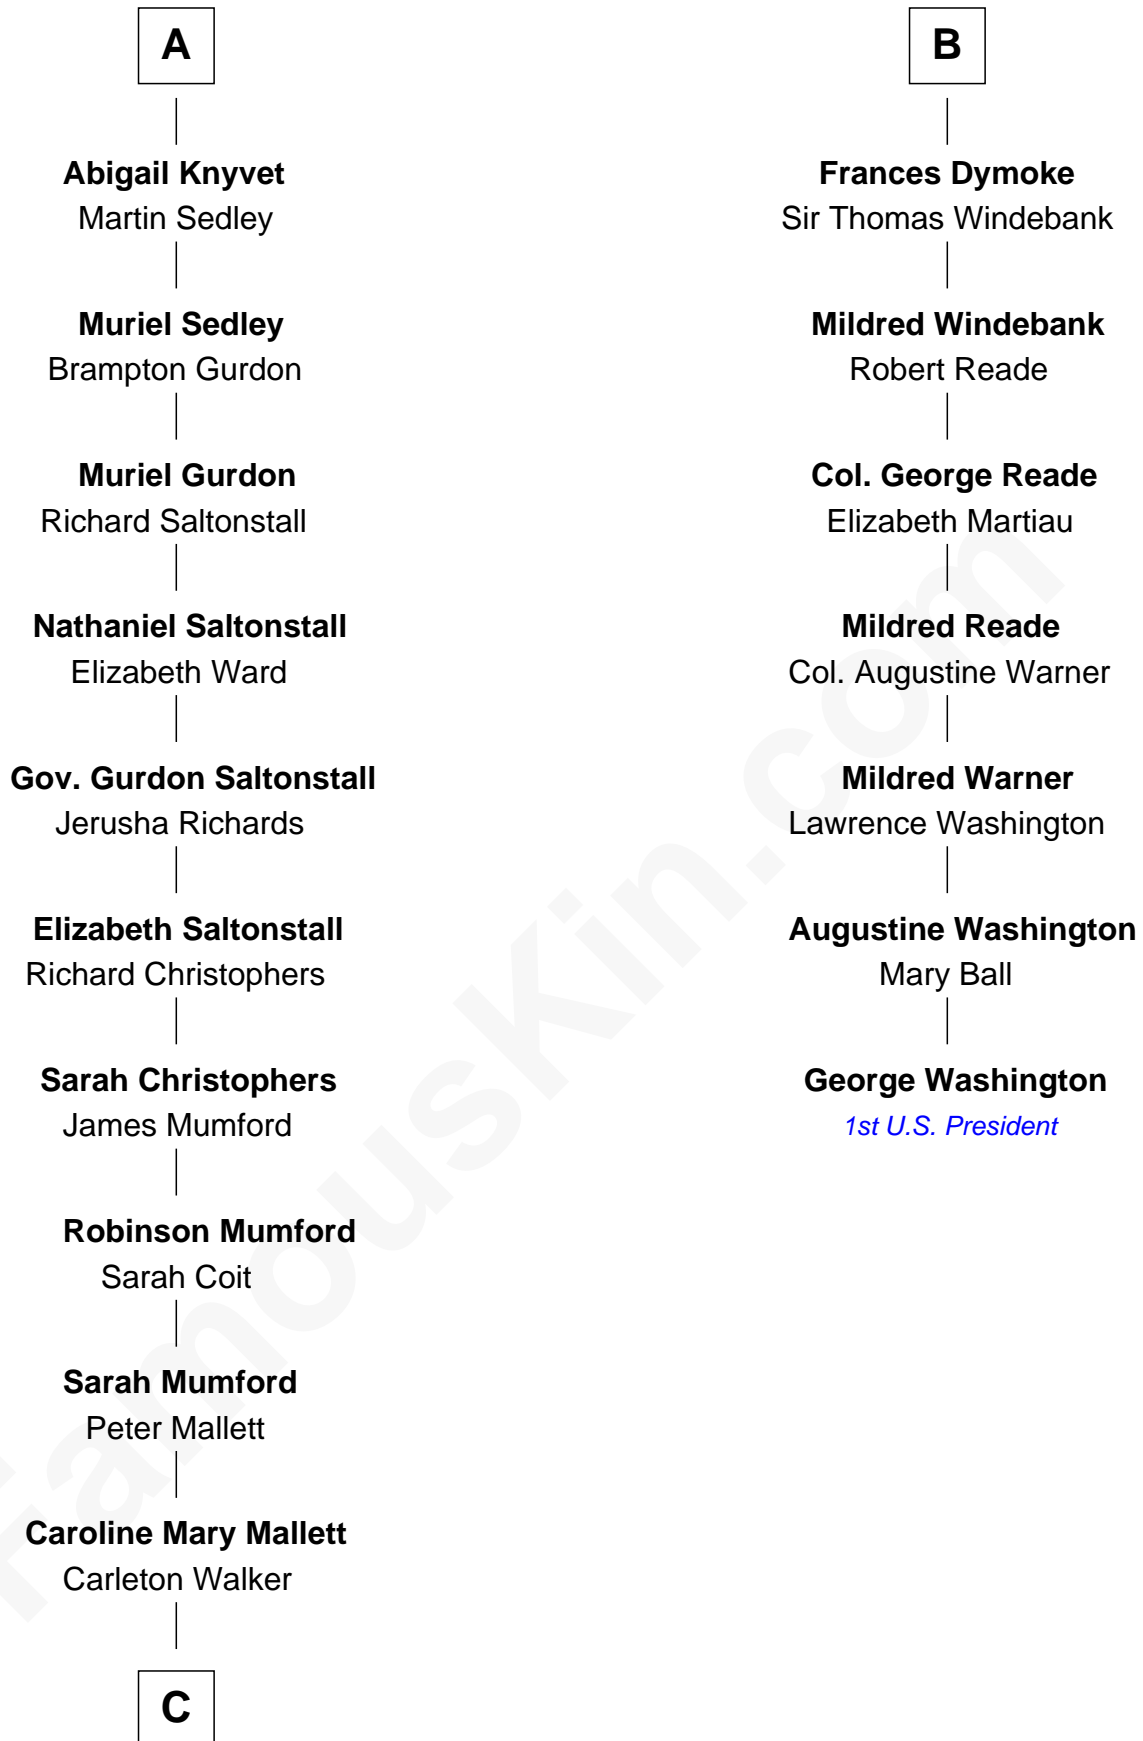 A
Abigail Knyvet
Martin Sedley
Muriel Sedley
Brampton Gurdon
Muriel Gurdon
Richard Saltonstall
Nathaniel Saltonstall
Elizabeth Ward
Gov. Gurdon Saltonstall
Jerusha Richards
Elizabeth Saltonstall
Richard Christophers
Sarah Christophers
James Mumford
Robinson Mumford
Sarah Coit
Sarah Mumford
Peter Mallett
Caroline Mary Mallett
Carleton Walker
C
B
Frances Dymoke
Sir Thomas Windebank
Mildred Windebank
Robert Reade
Col. George Reade
Elizabeth Martiau
Mildred Reade
Col. Augustine Warner
Mildred Warner
Lawrence Washington
Augustine Washington
Mary Ball
George Washington
1st U.S. President
FamousKin.com